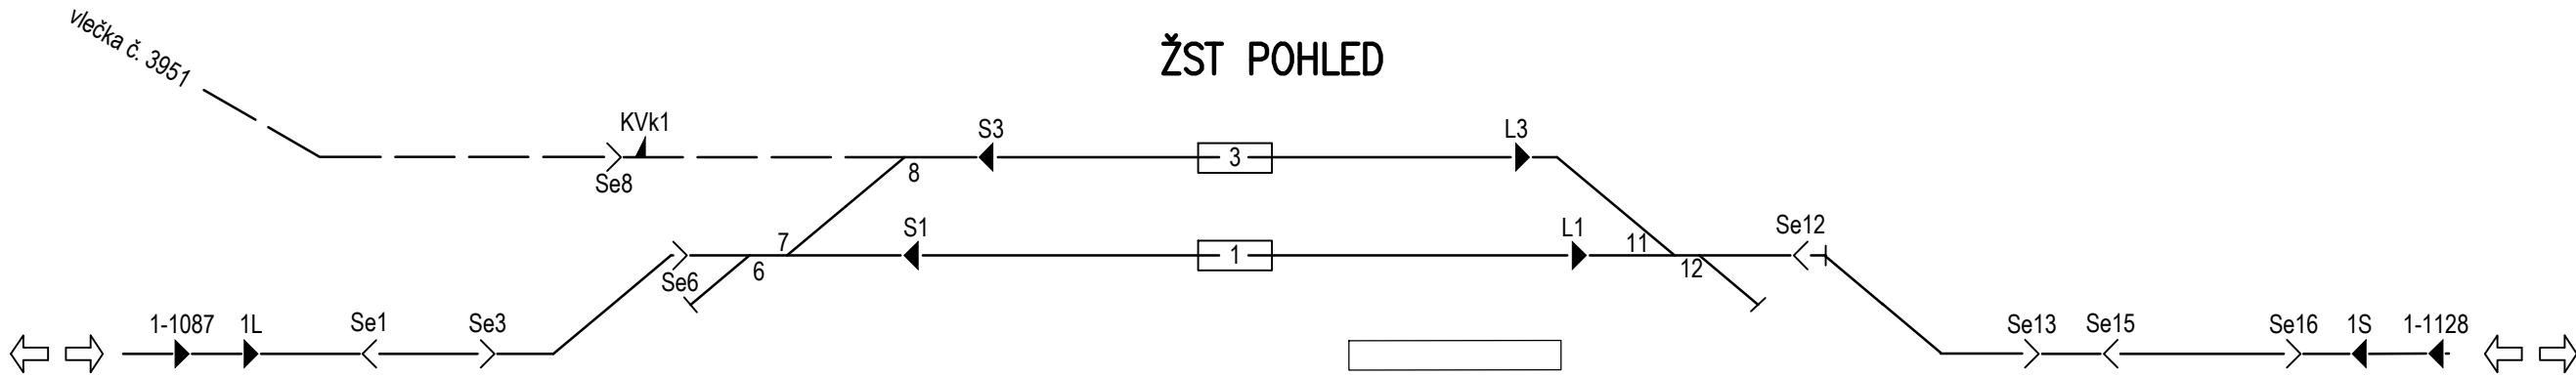 ŽST POHLED
vlečka č. 3951
KVk1
S3
L3
3
Se8
8
S1
L1
Se12
7
11
1
6
12
Se6
1-1087
1L
Se1
Se3
Se13
Se15
Se16
1S
1-1128